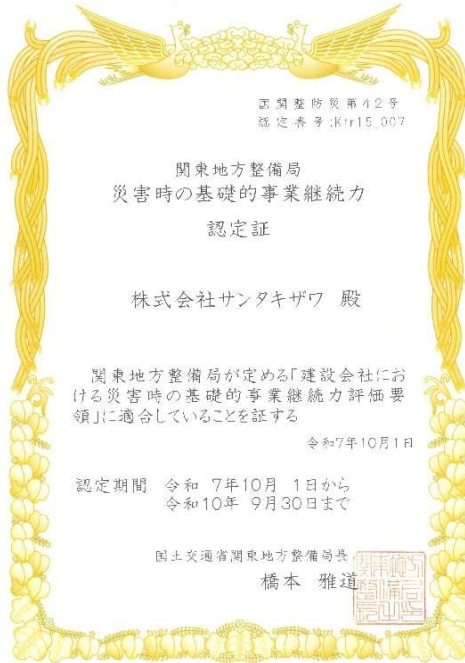 国関整防災第42号
認定番号:Ktr15_007
関東地方整備局
災害時の基礎的事業継続力
認定証
株式会社サンタキザワ 殿
関東地方整備局が定める「建設会社にお
ける災害時の基礎的事業継続力評価要
領」に適合していることを証する
令和7年10月1日
認定期間 令和 7年10月 1日から
令和10年 9月30日まで
国土交通省関東地方整備局長
橋本 雅道